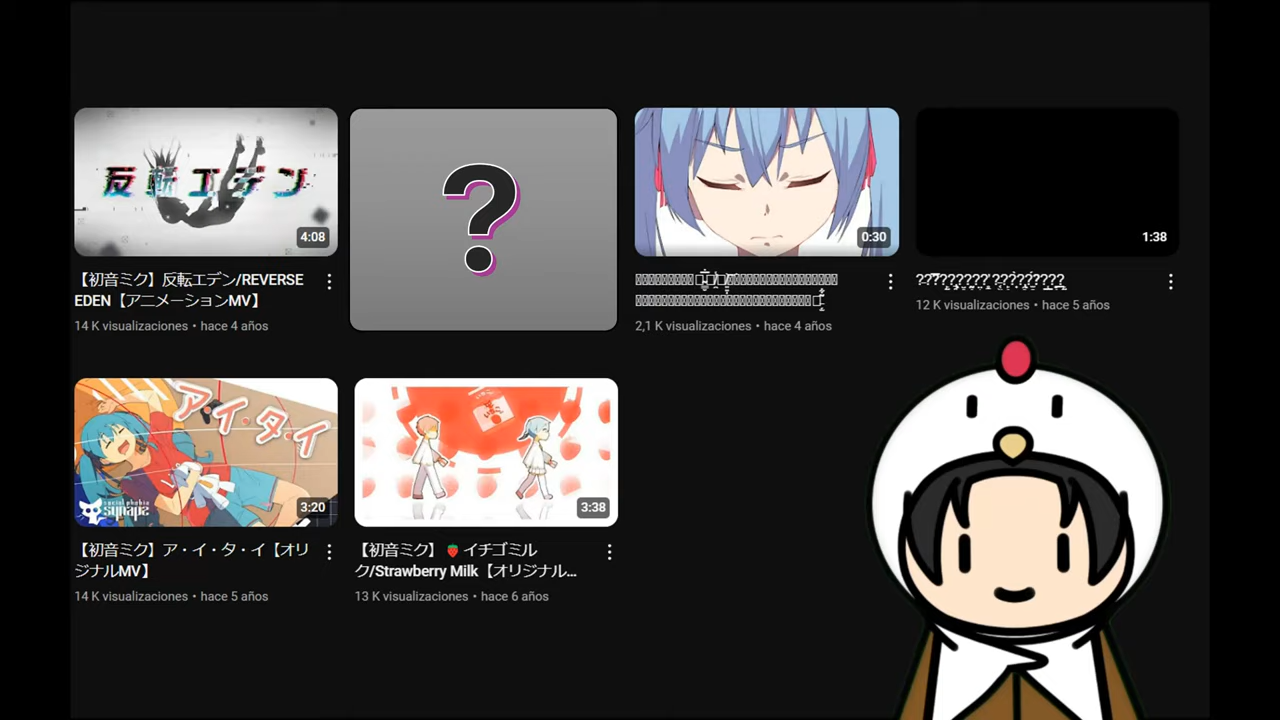 反転エデン
4:08
?
0:30
1:38
【初音ミク】反転エデン/REVERSE
EDEN【アニメーションMV】
14 K visualizaciones • hace 4 años
2,1 K visualizaciones • hace 4 años
12 K visualizaciones • hace 5 años
ア・イ・タ・イ
social phobia
synapse
3:20
3:38
【初音ミク】ア・イ・タ・イ【オリ
ジナルMV】
14 K visualizaciones • hace 5 años
【初音ミク】🍓イチゴミル
ク/Strawberry Milk【オリジナル...
13 K visualizaciones • hace 6 años